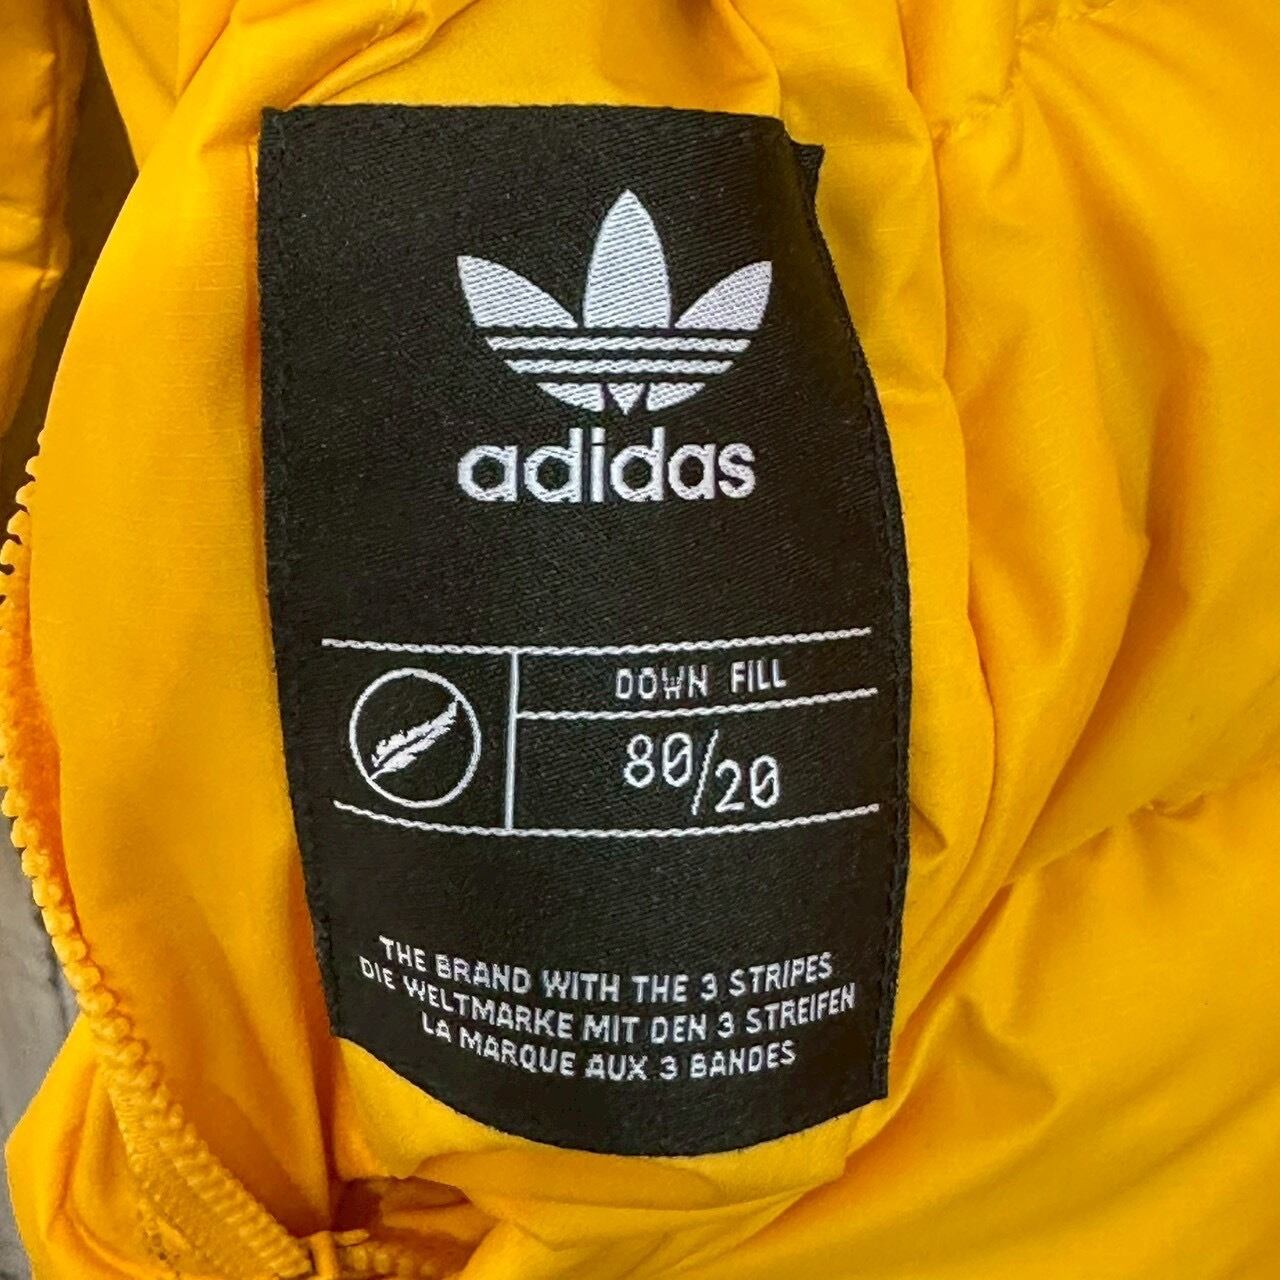 adidas
DOWN FILL
80/20
THE BRAND WITH THE 3 STRIPES
DIE WELTMARKE MIT DEN 3 STREIFEN
LA MARQUE AUX 3 BANDES